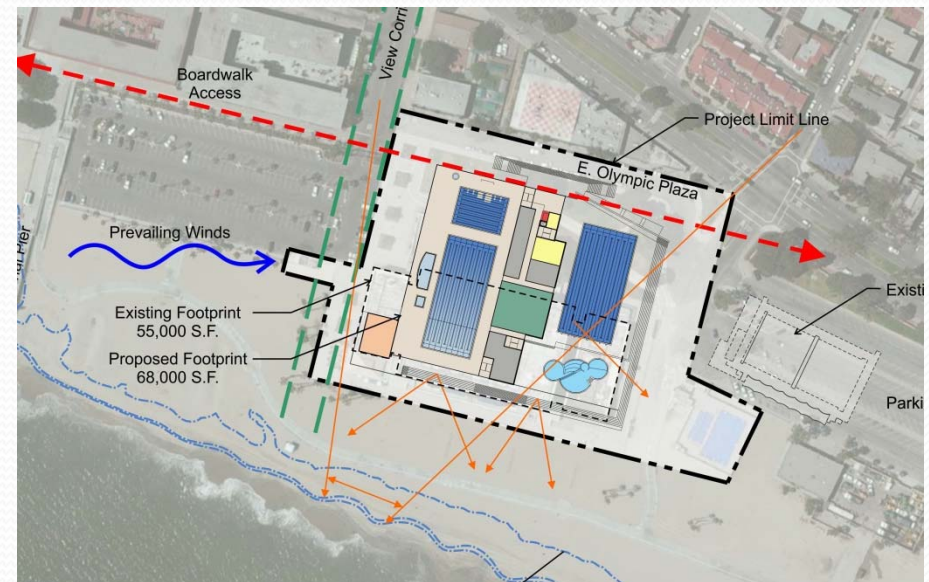 View Corri
Boardwalk
Access
Project Limit Line
E. Olympic Plaza
Prevailing Winds
Pier
Existing Footprint
55,000 S.F.
Proposed Footprint
68,000 S.F.
Existi
Parki